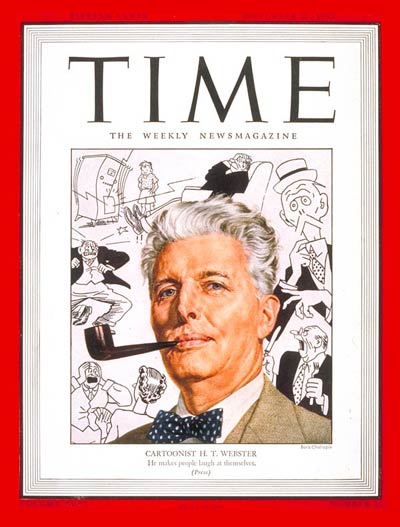 TIME
THE WEEKLY NEWSMAGAZINE
Boris Chaliapin
CARTOONIST H. T. WEBSTER
He makes people laugh at themselves.
(Press)